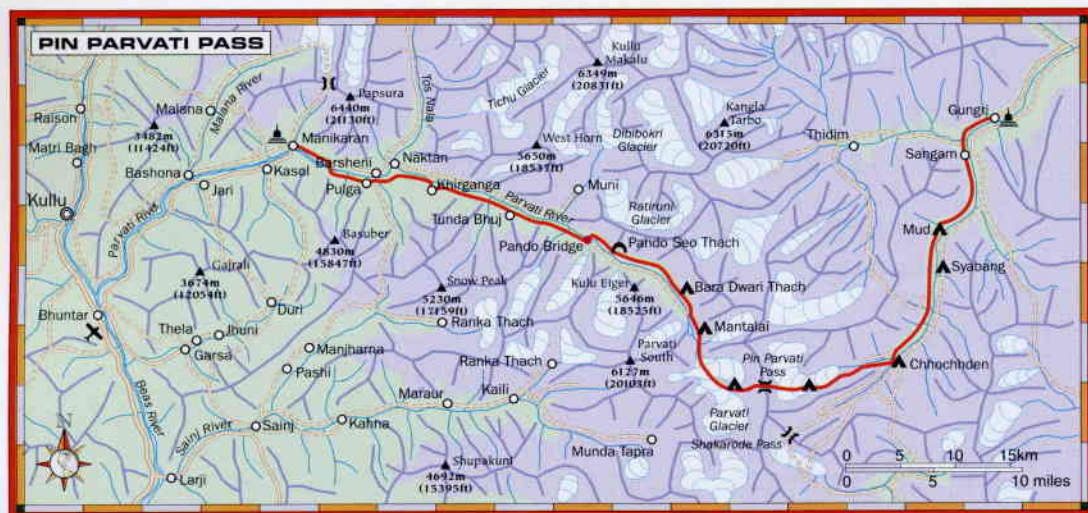 PIN PARVATI PASS
Kullu
Makalu
6349m
(20831ft)
Papsura
6440m
(21130ft)
Tos Nala
Tichu Glacier
Malana
Malana River
Raison
3482m
(11424ft)
Manikaran
Matri Bagh
West Horn
5650m
(18537ft)
Dibibokri
Glacier
Kangla
Tarbo
6315m
(20720ft)
Gungri
Thidim
Sahgam
Bashona
Jari
Kasol
Barsheni
Naktan
Pulga
Khirganga
Muni
Kullu
Parvati River
Tunda Bhuj
Parvati River
Ratiruni
Glacier
Basuber
4830m
(15847ft)
Pando Bridge
Pando Seo Thach
Mud
Syabang
Gajrali
3674m
(12054ft)
Snow Peak
5230m
(17159ft)
Kulu Eiger
5646m
(18525ft)
Bara Dwari Thach
Bhuntar
Duri
Thela
Jhuni
Garsa
Ranka Thach
Mantalai
Manjharna
Pashi
Ranka Thach
Parvati
South
6127m
(20103ft)
Pin Parvati
Pass
Chhochhden
Beas River
Maraur
Kaili
Parvati
Glacier
Shakarode Pass
N
Sainj River
Sainj
Kahna
Munda Tapra
Larji
Shupakuni
4692m
(15395ft)
0 5 10 15km
0 5 10 miles